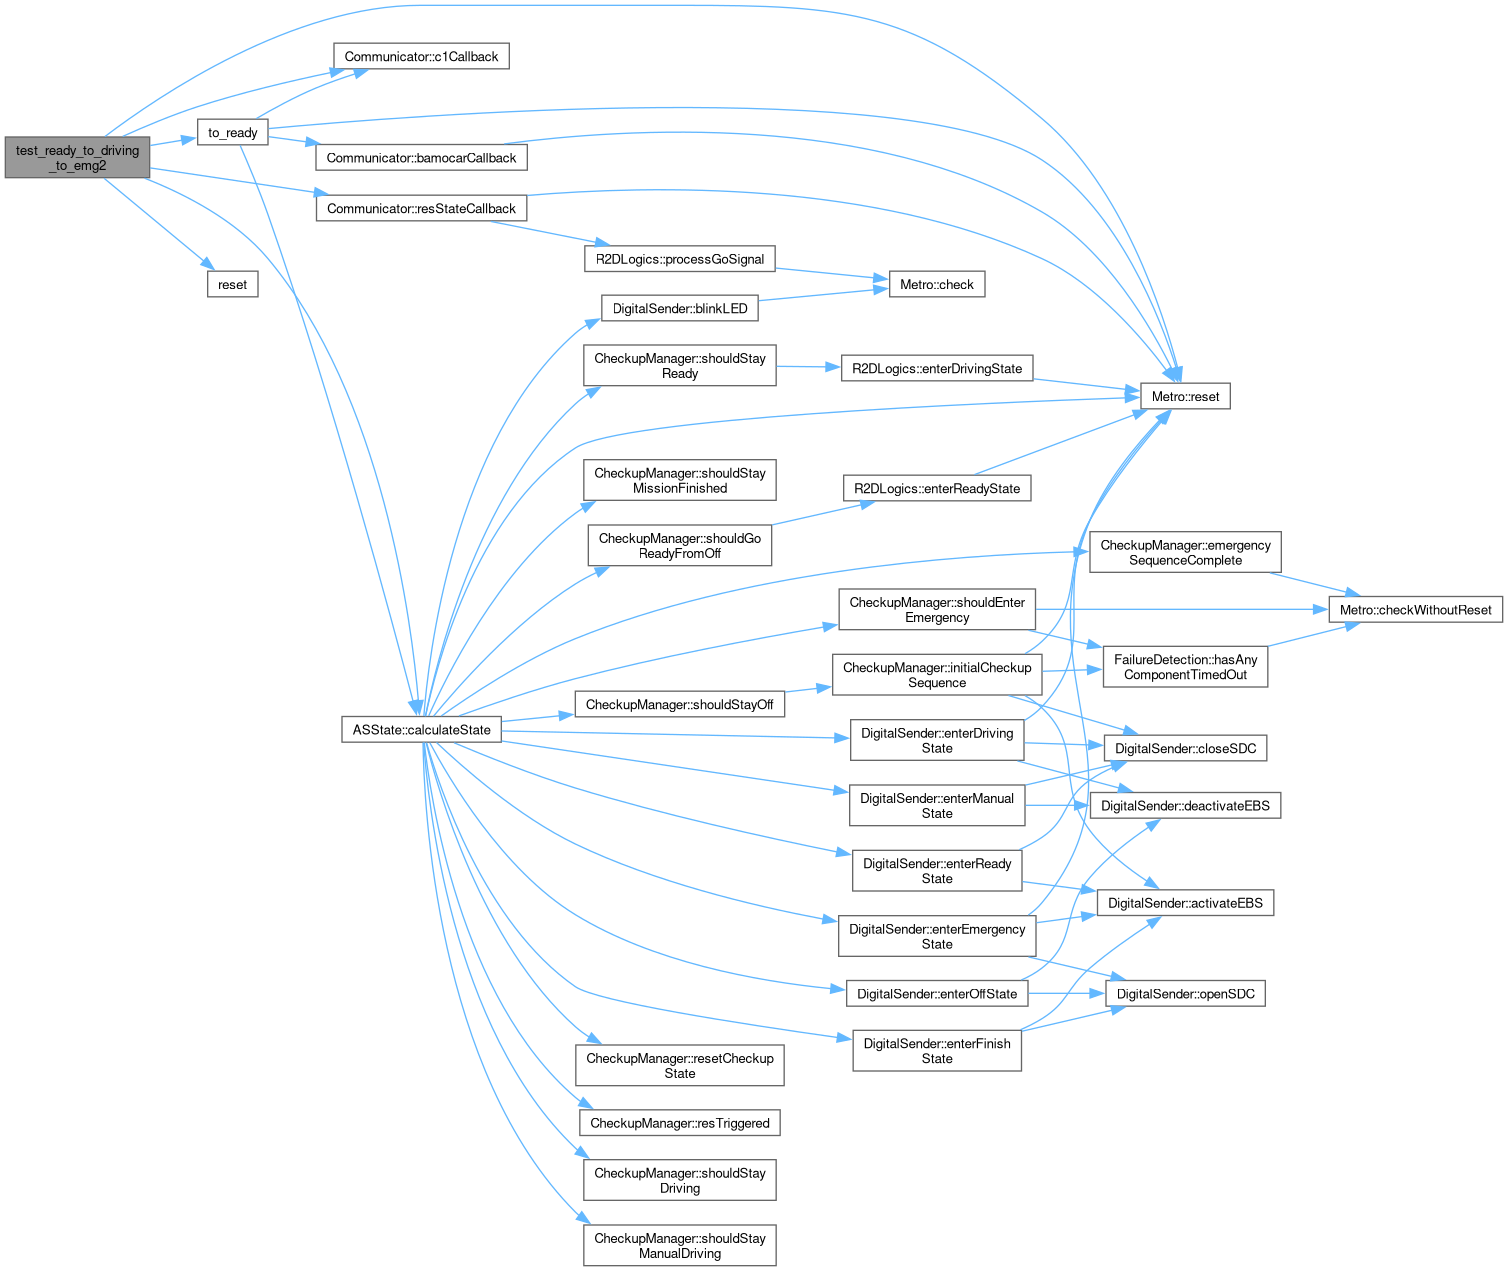 test_ready_to_driving
_to_emg2
Communicator::c1Callback
to_ready
Communicator::bamocarCallback
Communicator::resStateCallback
reset
R2DLogics::processGoSignal
Metro::check
DigitalSender::blinkLED
CheckupManager::shouldStay
Ready
R2DLogics::enterDrivingState
Metro::reset
CheckupManager::shouldStay
MissionFinished
R2DLogics::enterReadyState
CheckupManager::shouldGo
ReadyFromOff
CheckupManager::emergency
SequenceComplete
CheckupManager::shouldEnter
Emergency
Metro::checkWithoutReset
CheckupManager::initialCheckup
Sequence
FailureDetection::hasAny
ComponentTimedOut
CheckupManager::shouldStayOff
ASState::calculateState
DigitalSender::enterDriving
State
DigitalSender::closeSDC
DigitalSender::enterManual
State
DigitalSender::deactivateEBS
DigitalSender::enterReady
State
DigitalSender::activateEBS
DigitalSender::enterEmergency
State
DigitalSender::enterOffState
DigitalSender::openSDC
DigitalSender::enterFinish
State
CheckupManager::resetCheckup
State
CheckupManager::resTriggered
CheckupManager::shouldStay
Driving
CheckupManager::shouldStay
ManualDriving